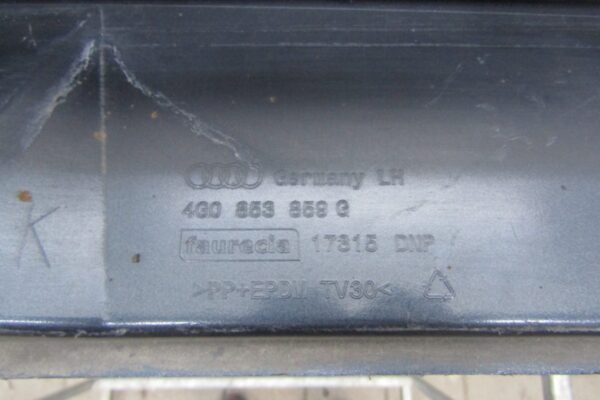 Germany LH
4G0 853 859 G
faurecia 17315 DNP
>PP+EPDM TV30<
K